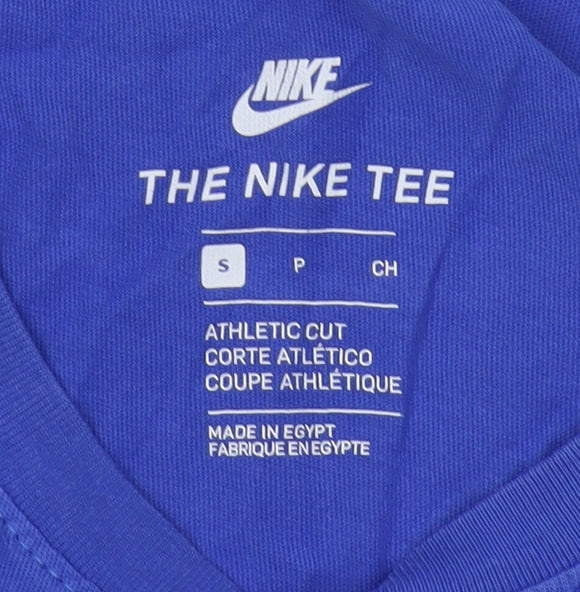 NIKE
THE NIKE TEE
S P CH
ATHLETIC CUT
CORTE ATLÉTICO
COUPE ATHLÉTIQUE
MADE IN EGYPT
FABRIQUE EN EGYPTE